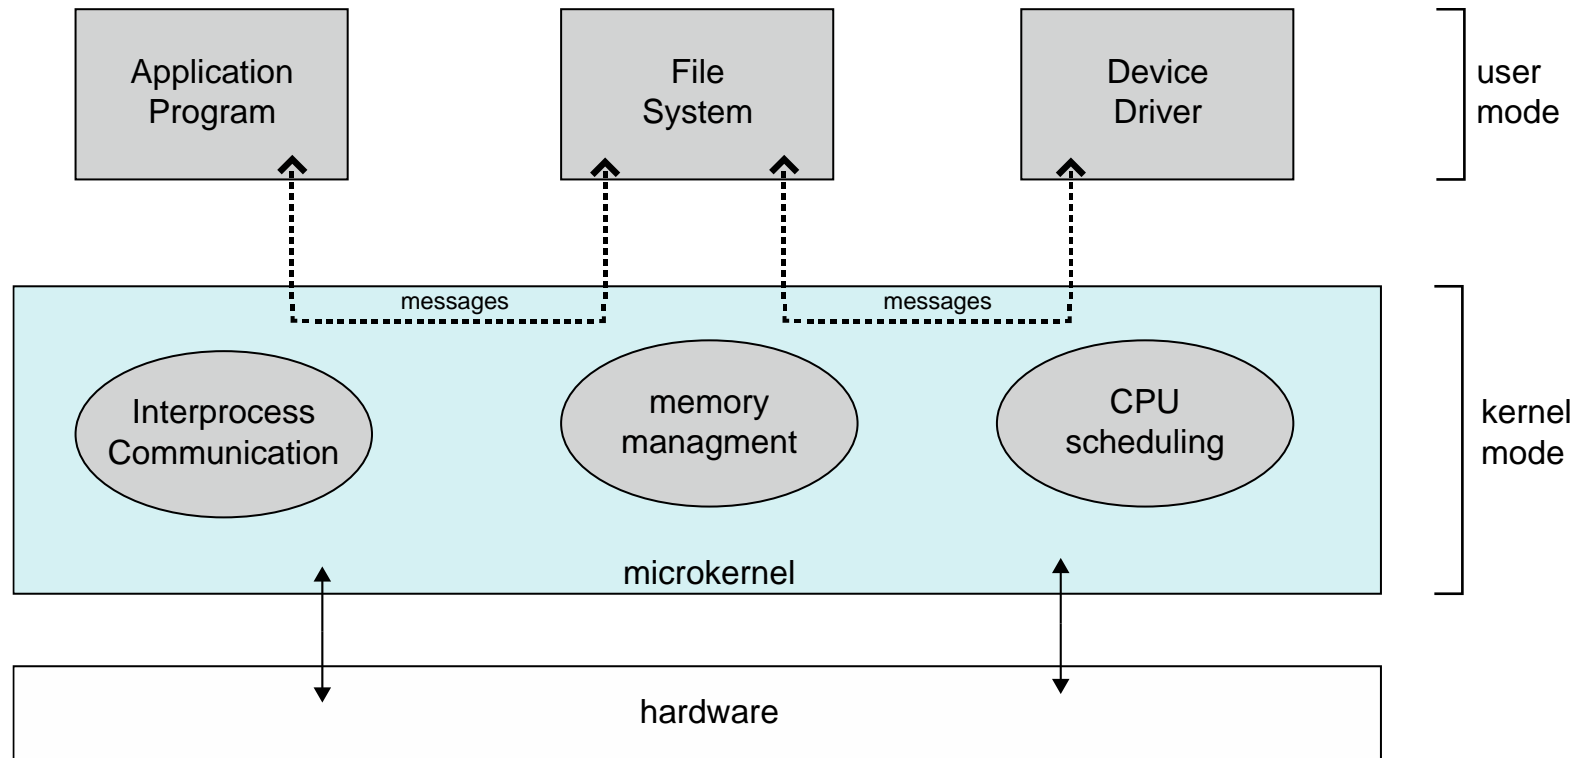 Application
Program
File
System
Device
Driver
user
mode
messages
messages
Interprocess
Communication
memory
managment
CPU
scheduling
kernel
mode
microkernel
hardware